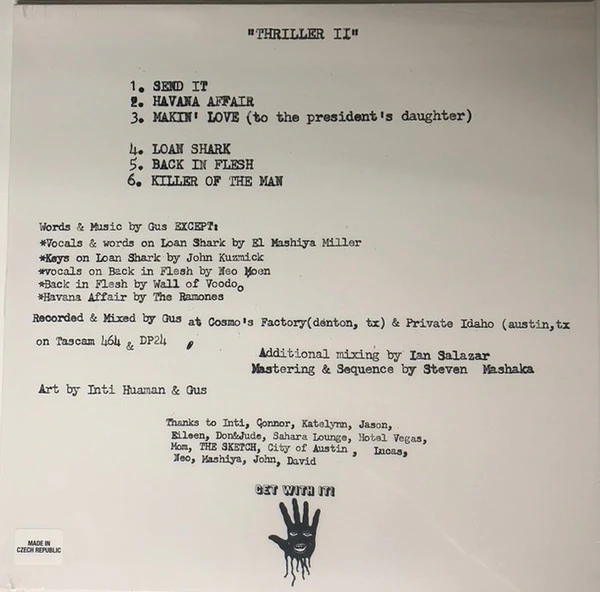 "THRILLER II"
1. SEND IT
2. HAVANA AFFAIR
3. MAKIN' LOVE (to the president's daughter)
4. LOAN SHARK
5. BACK IN FLESH
6. KILLER OF THE MAN
Words & Music by Gus EXCEPT:
*Vocals & words on Loan Shark by El Mashiya Miller
*Keys on Loan Shark by John Kuzmick
*vocals on Back in Flesh by Neo Moen
*Back in Flesh by Wall of Voodo
*Havana Affair by The Ramones
Recorded & Mixed by Gus at Cosmo's Factory(denton, tx) & Private Idaho (austin,tx
on Tascam 464 & DP24
Additional mixing by Ian Salazar
Mastering & Sequence by Steven Mashaka
Art by Inti Huaman & Gus
Thanks to Inti, Connor, Katelynn, Jason,
Eileen, Don&Jude, Sahara Lounge, Hotel Vegas,
Mom, THE SKETCH, City of Austin, Lucas,
Neo, Mashiya, John, David
GET WITH IT!
MADE IN
CZECH REPUBLIC